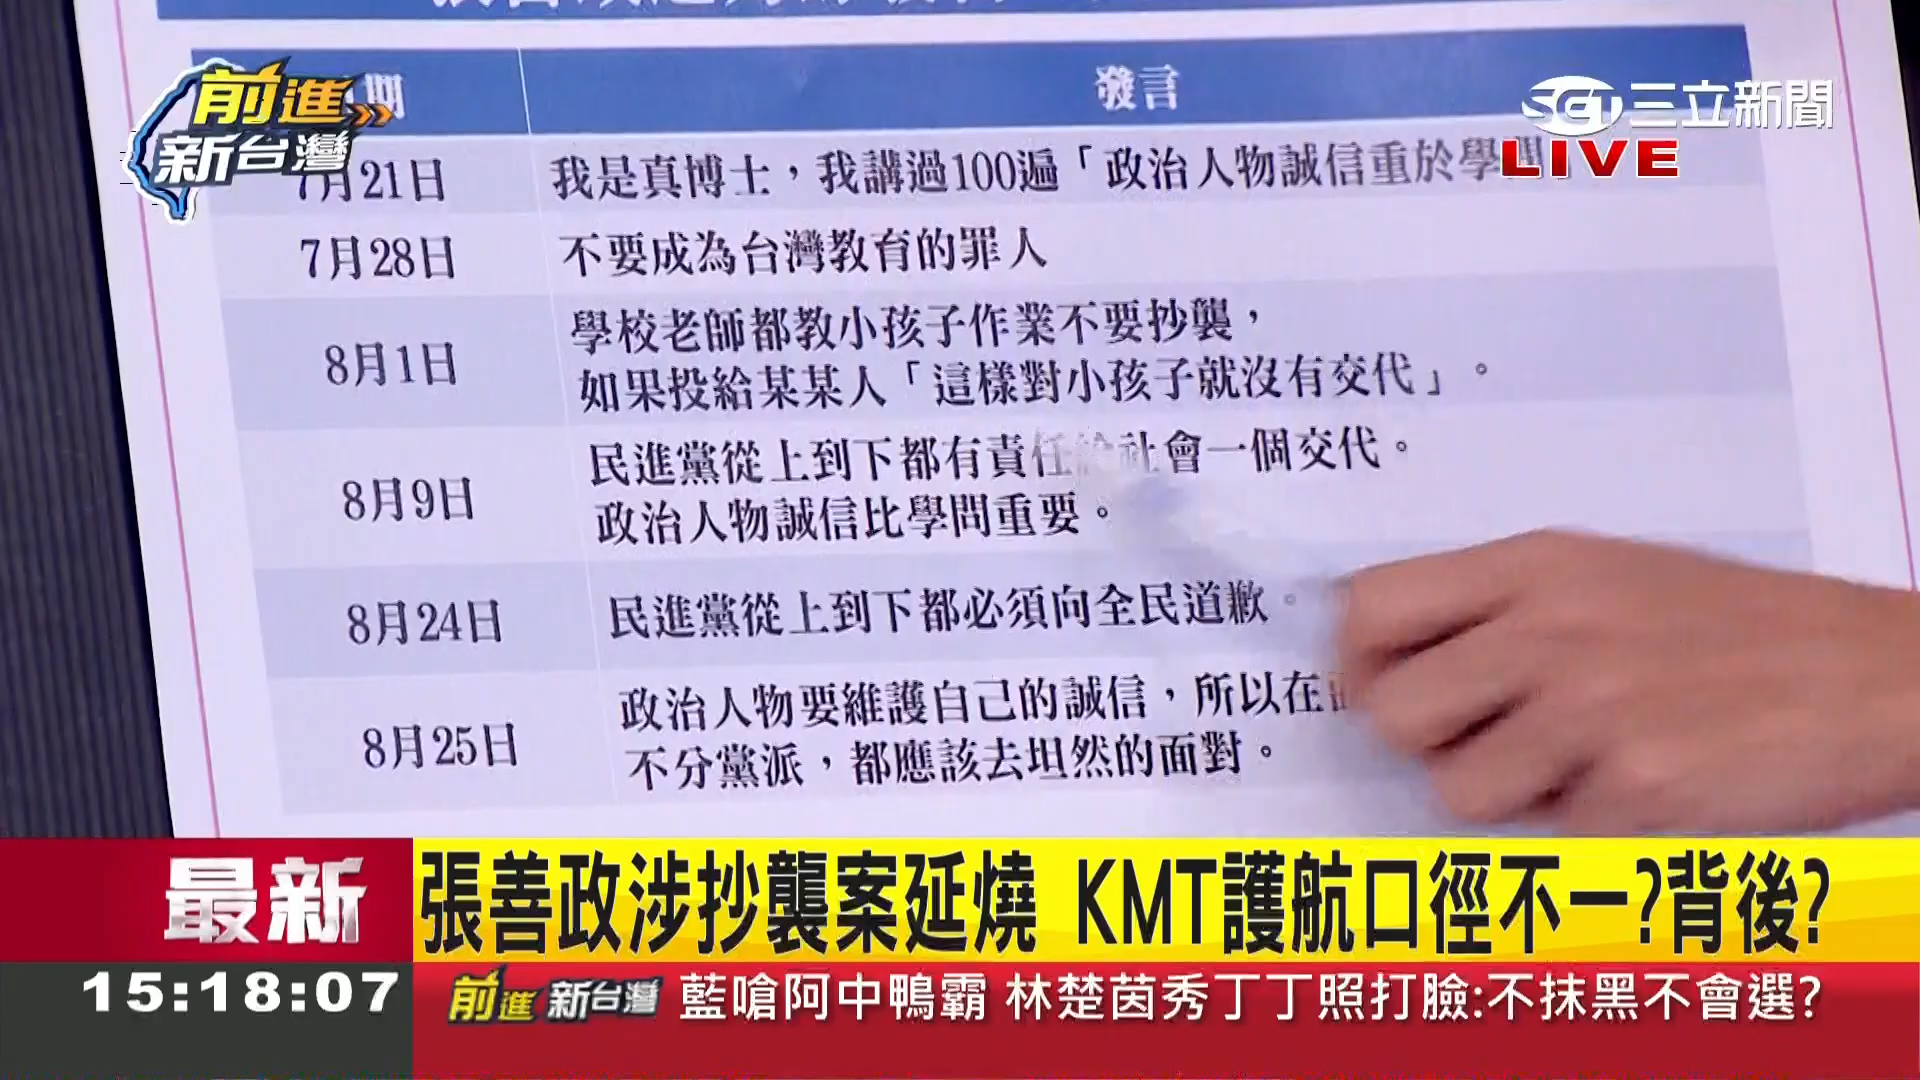 期
發言
7月21日
我是真博士，我講過100遍「政治人物誠信重於學問
7月28日
不要成為台灣教育的罪人
8月1日
學校老師都教小孩子作業不要抄襲，
如果投給某某人「這樣對小孩子就沒有交代」。
8月9日
民進黨從上到下都有責任給社會一個交代。
政治人物誠信比學問重要。
8月24日
民進黨從上到下都必須向全民道歉。
8月25日
政治人物要維護自己的誠信，所以在
不分黨派，都應該去坦然的面對。
前進
新台灣
SET三立新聞
LIVE
最新
張善政涉抄襲案延燒 KMT護航口徑不一?背後?
15:18:07
前進新台灣
藍嗆阿中鴨霸 林楚茵秀丁丁照打臉:不抹黑不會選?